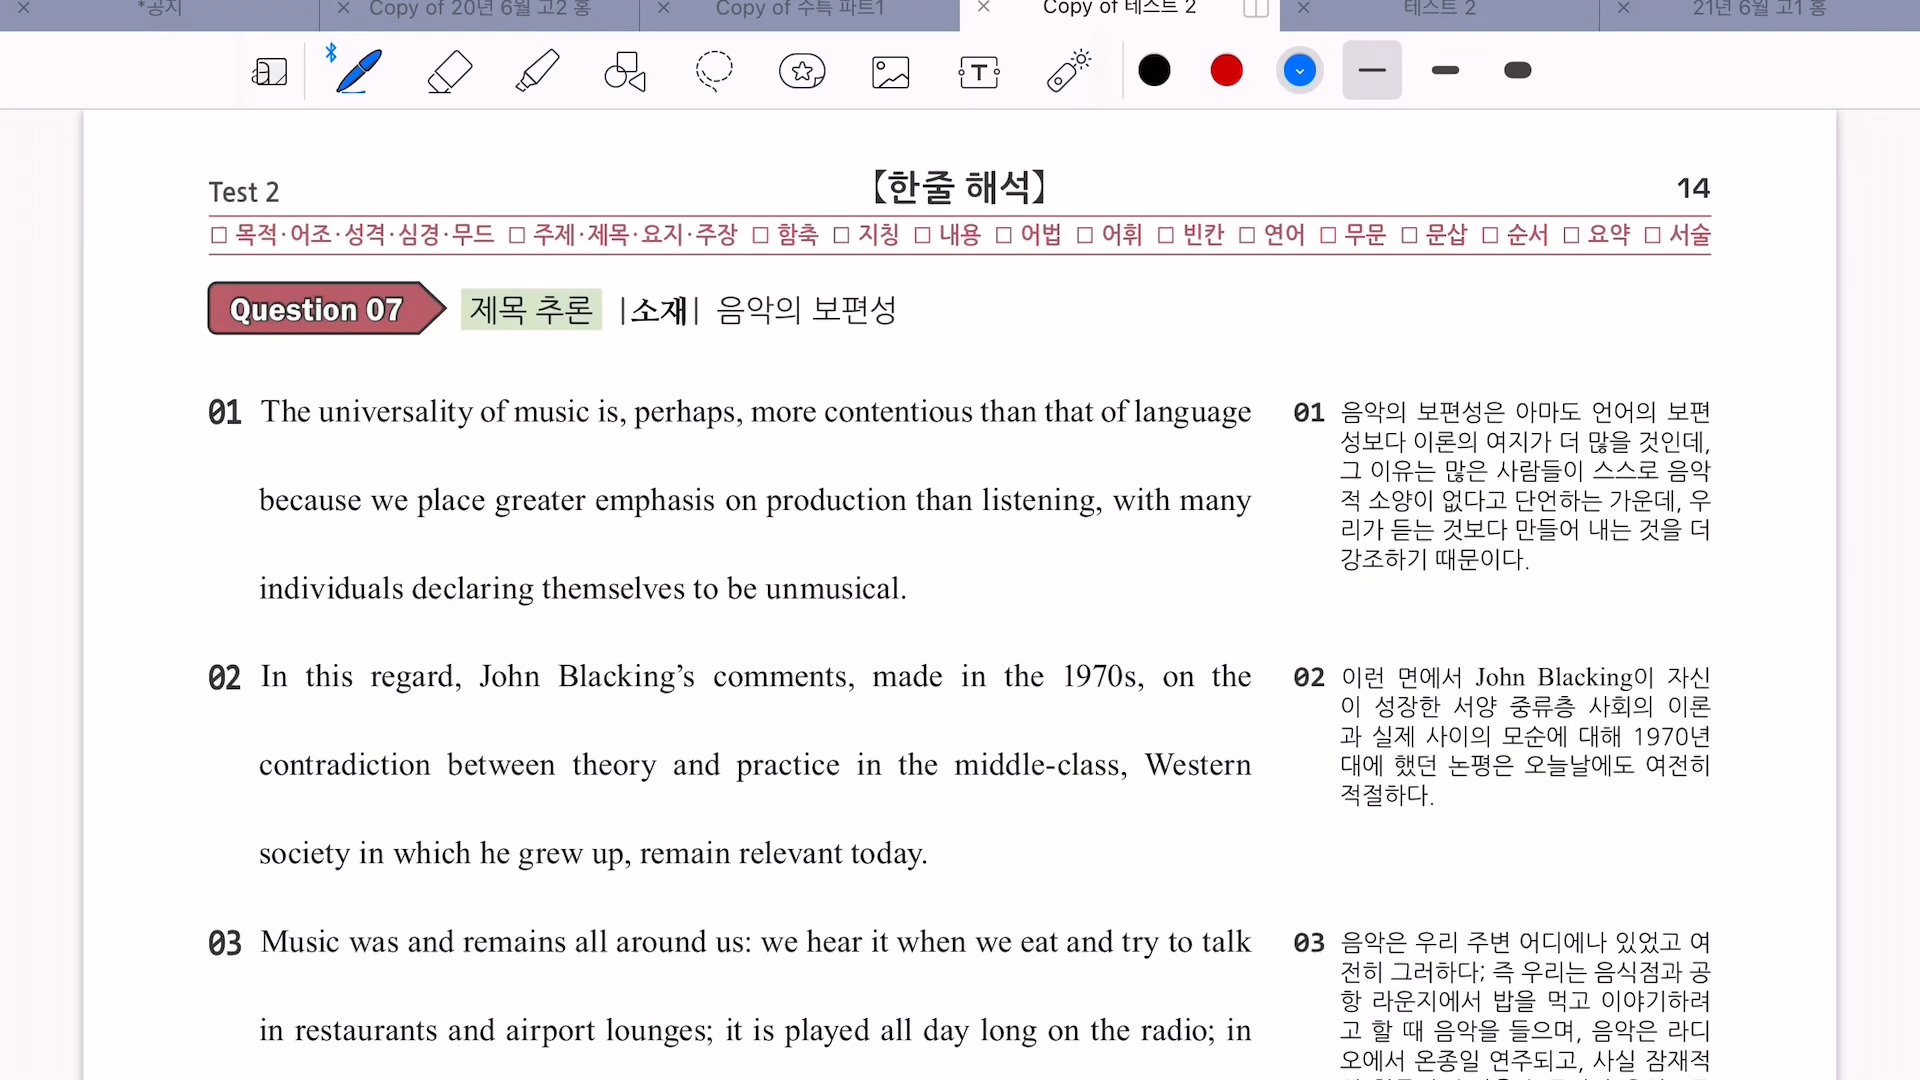 *공지
Copy of 20년 6월 고2 홍
Copy of 수특 파트1
Copy of 테스트 2
테스트 2
21년 6월 고1 홍
Test 2
【한줄 해석】
14
□ 목적·어조·성격·심경·무드 □ 주제·제목·요지·주장 □ 함축 □ 지칭 □ 내용 □ 어법 □ 어휘 □ 빈칸 □ 연어 □ 무문 □ 문삽 □ 순서 □ 요약 □ 서술
Question 07 제목 추론 |소재| 음악의 보편성
01 The universality of music is, perhaps, more contentious than that of language
because we place greater emphasis on production than listening, with many
individuals declaring themselves to be unmusical.
01 음악의 보편성은 아마도 언어의 보편
성보다 이론의 여지가 더 많을 것인데,
그 이유는 많은 사람들이 스스로 음악
적 소양이 없다고 단언하는 가운데, 우
리가 듣는 것보다 만들어 내는 것을 더
강조하기 때문이다.
02 In this regard, John Blacking’s comments, made in the 1970s, on the
contradiction between theory and practice in the middle-class, Western
society in which he grew up, remain relevant today.
02 이런 면에서 John Blacking이 자신
이 성장한 서양 중류층 사회의 이론
과 실제 사이의 모순에 대해 1970년
대에 했던 논평은 오늘날에도 여전히
적절하다.
03 Music was and remains all around us: we hear it when we eat and try to talk
in restaurants and airport lounges; it is played all day long on the radio; in
03 음악은 우리 주변 어디에나 있었고 여
전히 그러하다; 즉 우리는 음식점과 공
항 라운지에서 밥을 먹고 이야기하려
고 할 때 음악을 들으며, 음악은 라디
오에서 온종일 연주되고, 사실 잠재적